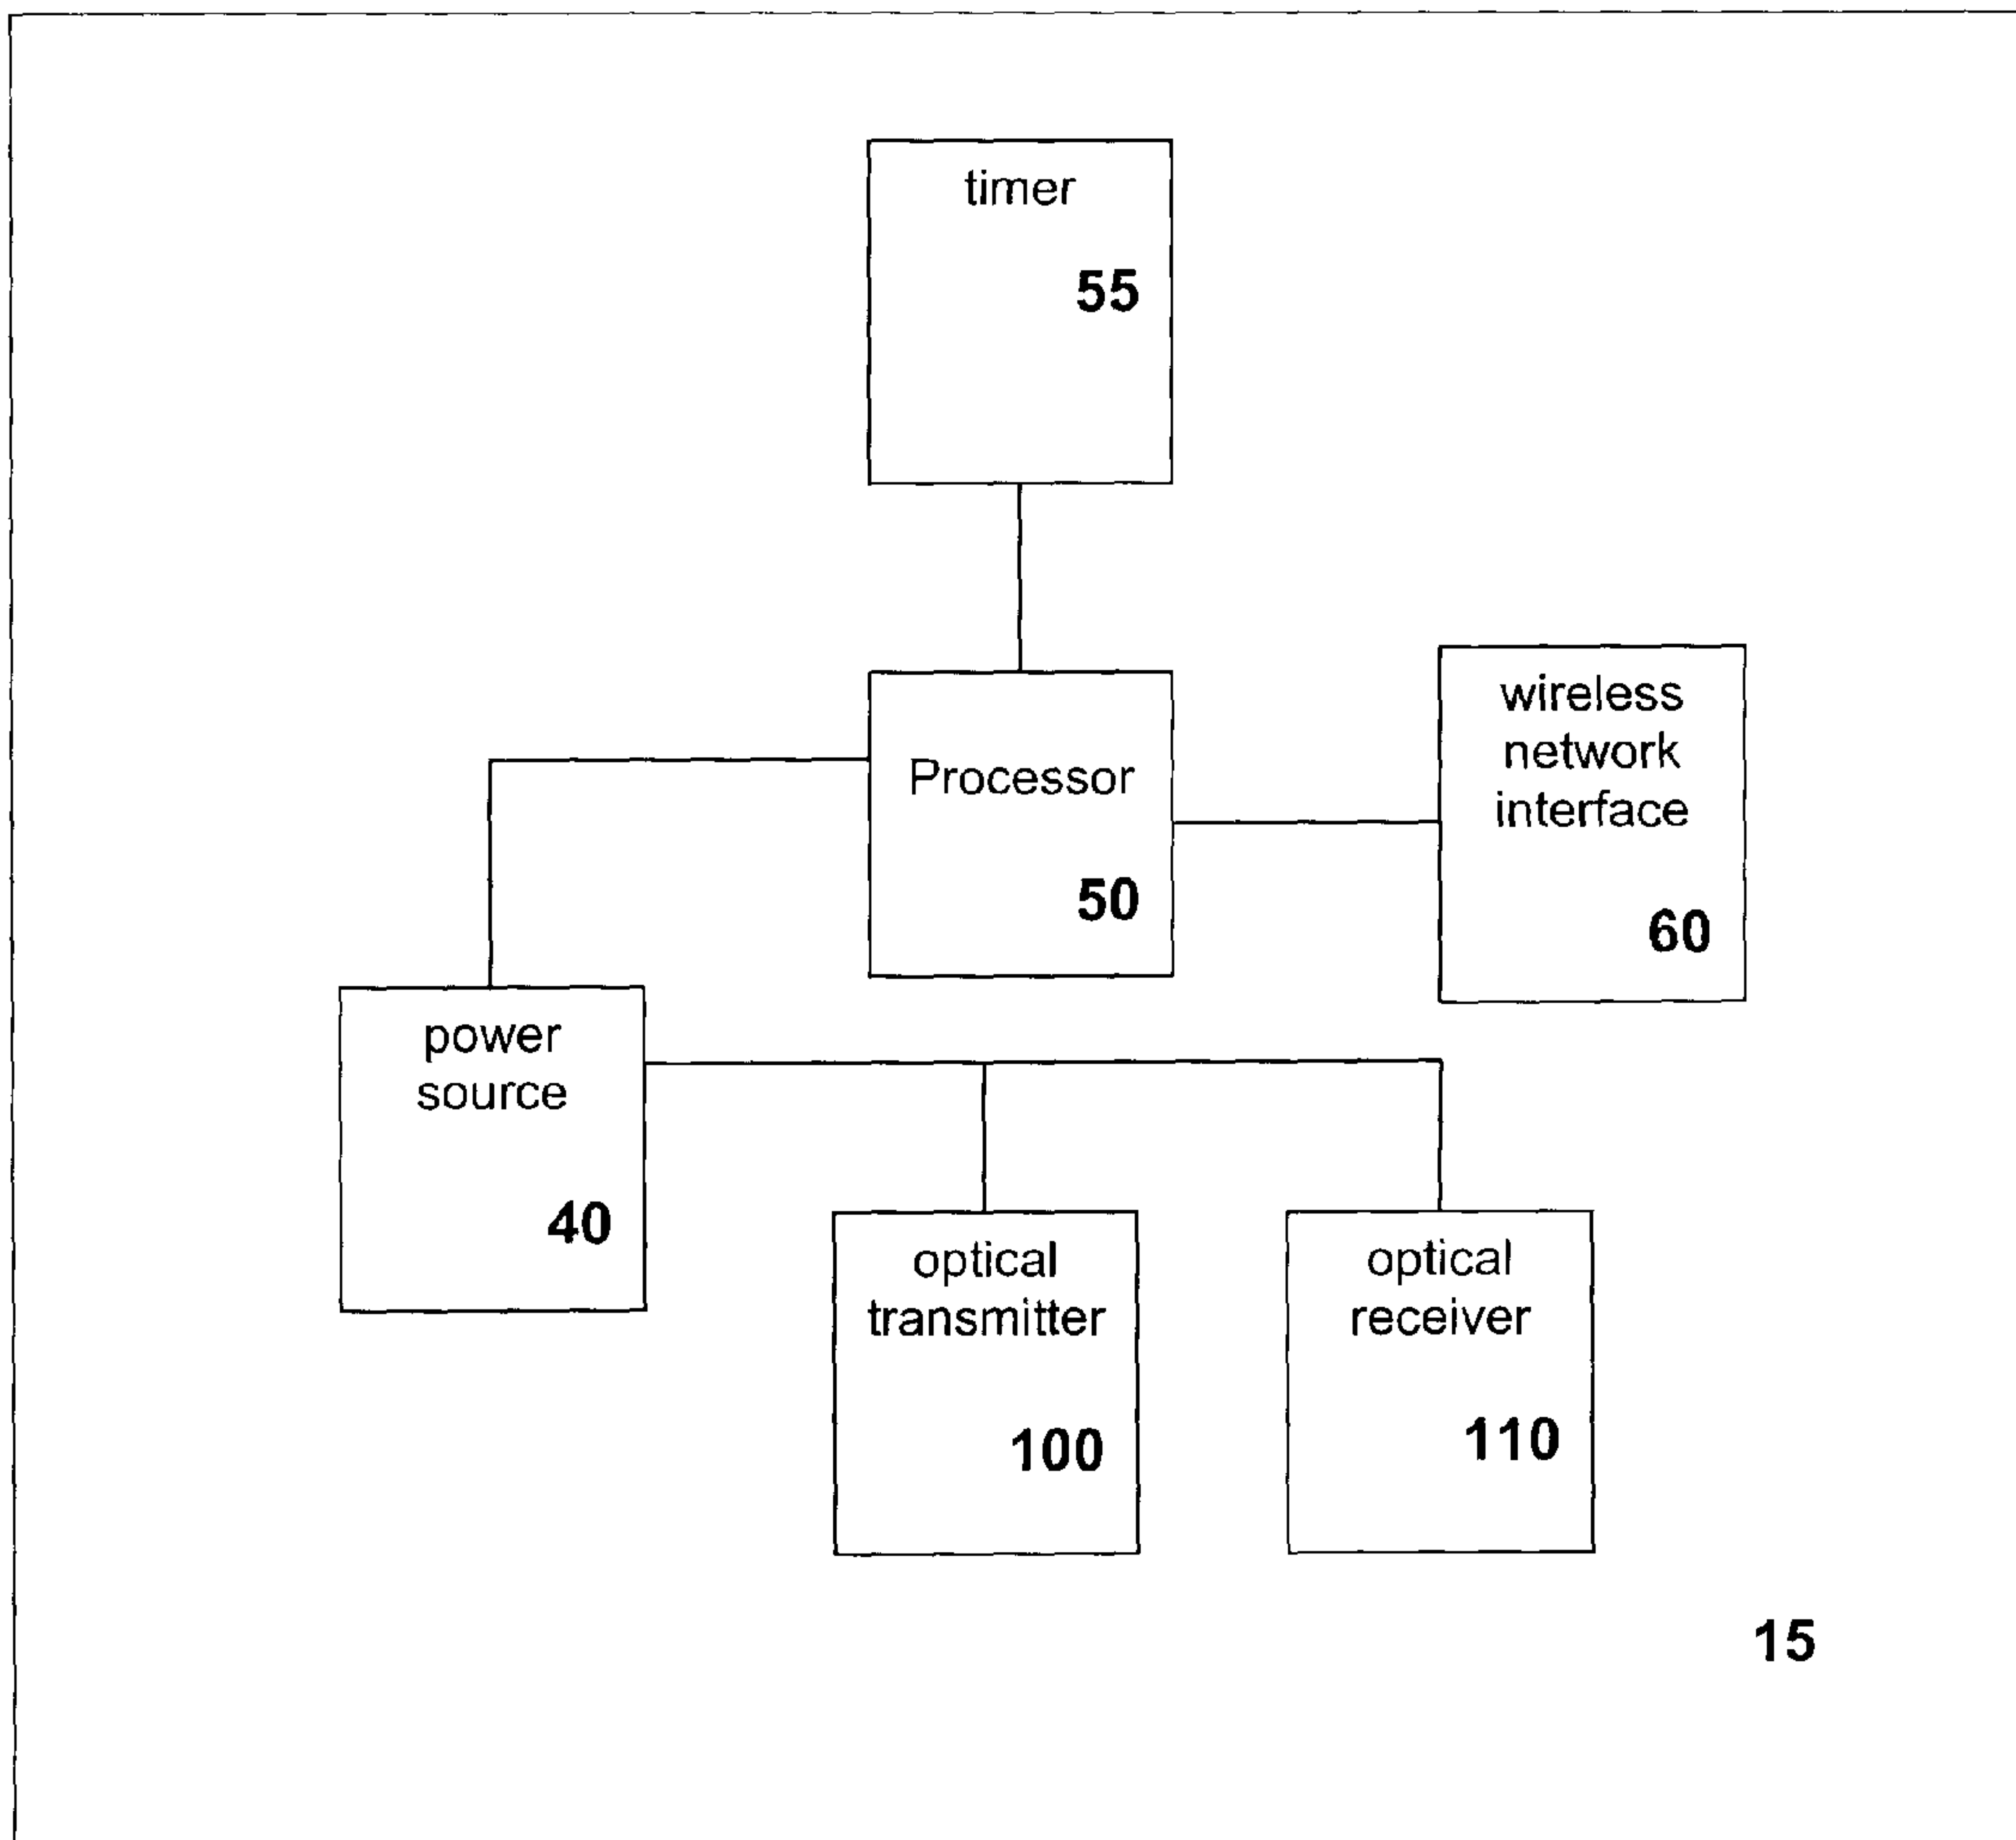 timer
55
Processor
50
wireless
network
interface
60
power
source
40
optical
transmitter
100
optical
receiver
110
15